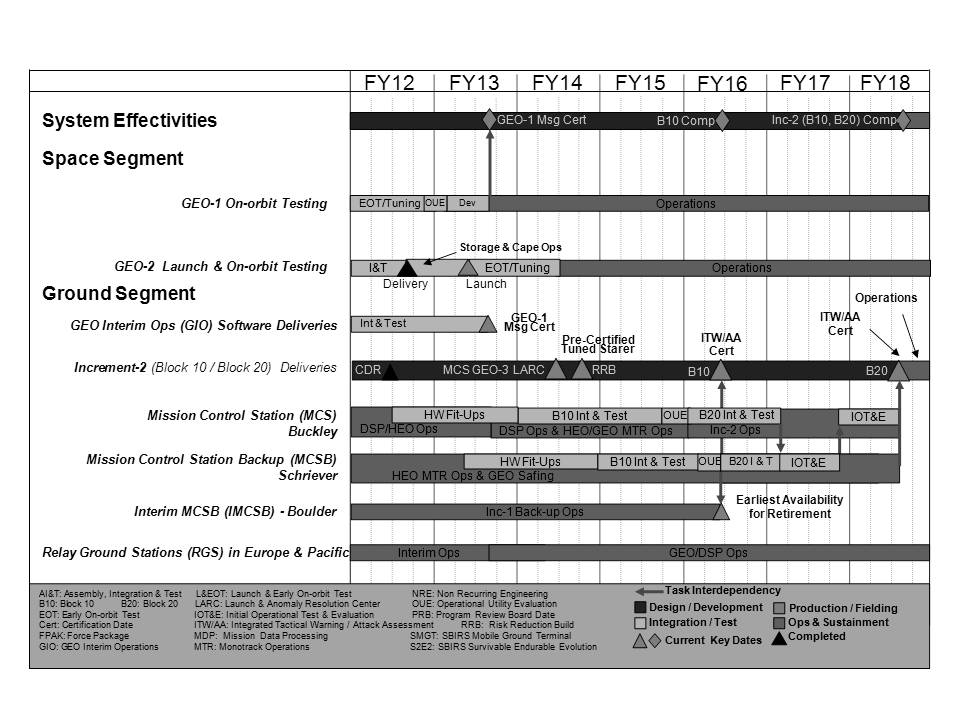 FY12 FY13 FY14 FY15 FY16 FY17 FY18
System Effectivities
GEO-1 Msg Cert
B10 Comp
Inc-2 (B10, B20) Comp
Space Segment
GEO-1 On-orbit Testing
EOT/Tuning
OUE
Dev
Operations
Storage & Cape Ops
GEO-2 Launch & On-orbit Testing
I&T
EOT/Tuning
Operations
Delivery
Launch
Ground Segment
Operations
GEO Interim Ops (GIO) Software Deliveries
Int & Test
GEO-1
Msg Cert
Pre-Certified
Tuned Starer
ITW/AA
Cert
ITW/AA
Cert
Increment-2 (Block 10 / Block 20) Deliveries
CDR
MCS GEO-3 LARC
RRB
B10
B20
Mission Control Station (MCS)
Buckley
HW Fit-Ups
B10 Int & Test
OUE
B20 Int & Test
IOT&E
DSP/HEO Ops
DSP Ops & HEO/GEO MTR Ops
Inc-2 Ops
Mission Control Station Backup (MCSB)
Schriever
HW Fit-Ups
B10 Int & Test
OUE
B20 I & T
IOT&E
HEO MTR Ops & GEO Safing
Interim MCSB (IMCSB) - Boulder
Inc-1 Back-up Ops
Earliest Availability
for Retirement
Relay Ground Stations (RGS) in Europe & Pacific
Interim Ops
GEO/DSP Ops
AI&T: Assembly, Integration & Test L&EOT: Launch & Early On-orbit Test NRE: Non Recurring Engineering
B10: Block 10 B20: Block 20 LARC: Launch & Anomaly Resolution Center OUE: Operational Utility Evaluation
EOT: Early On-orbit Test IOT&E: Initial Operational Test & Evaluation PRB: Program Review Board Date
Cert: Certification Date ITW/AA: Integrated Tactical Warning / Attack Assessment RRB: Risk Reduction Build
FPAK: Force Package MDP: Mission Data Processing SMGT: SBIRS Mobile Ground Terminal
GIO: GEO Interim Operations MTR: Monotrack Operations S2E2: SBIRS Survivable Endurable Evolution
Task Interdependency
Design / Development
Production / Fielding
Integration / Test
Ops & Sustainment
Current Key Dates
Completed